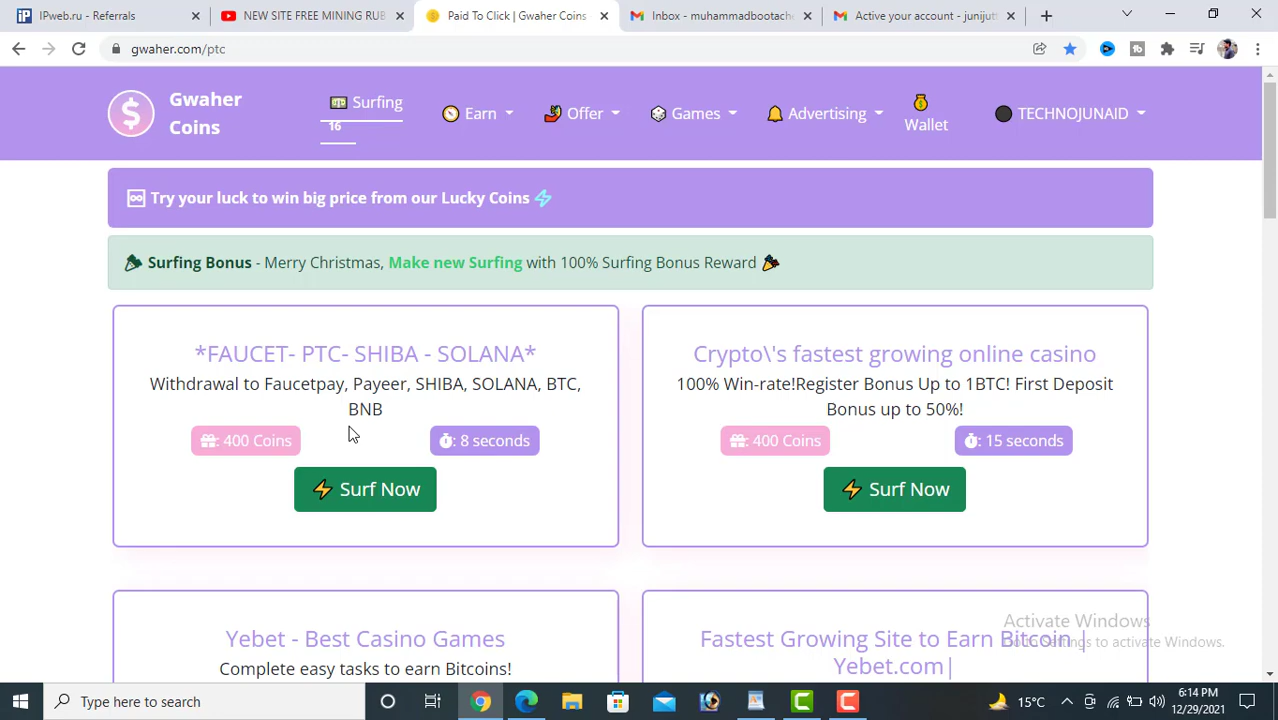 IPweb.ru - Referrals
NEW SITE FREE MINING RUB
Paid To Click | Gwaher Coins
Inbox - muhammadbootache
Active your account - junijutt
gwaher.com/ptc
Gwaher
Coins
Surfing
16
Earn
Offer
Games
Advertising
Wallet
TECHNOJUNAID
Try your luck to win big price from our Lucky Coins
Surfing Bonus - Merry Christmas, Make new Surfing with 100% Surfing Bonus Reward
*FAUCET- PTC- SHIBA - SOLANA*
Withdrawal to Faucetpay, Payeer, SHIBA, SOLANA, BTC,
BNB
: 400 Coins
: 8 seconds
Surf Now
Crypto\'s fastest growing online casino
100% Win-rate!Register Bonus Up to 1BTC! First Deposit
Bonus up to 50%!
: 400 Coins
: 15 seconds
Surf Now
Yebet - Best Casino Games
Complete easy tasks to earn Bitcoins!
Fastest Growing Site to Earn Bitcoin |
Yebet.com|
Activate Windows
Go to Settings to activate Windows.
Type here to search
15°C
6:14 PM
12/29/2021